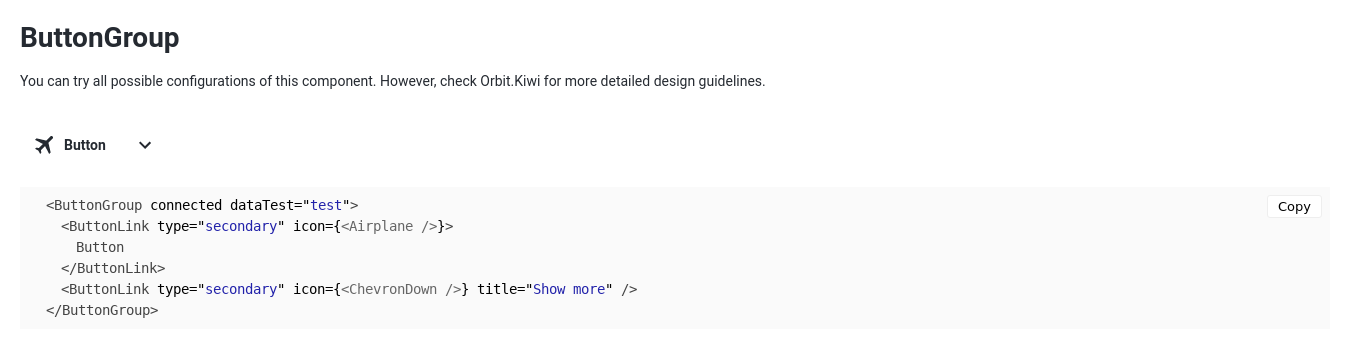 ButtonGroup
You can try all possible configurations of this component. However, check Orbit.Kiwi for more detailed design guidelines.
Button
Copy
<ButtonGroup connected dataTest="test">
<ButtonLink type="secondary" icon={<Airplane />}>
Button
</ButtonLink>
<ButtonLink type="secondary" icon={<ChevronDown />} title="Show more" />
</ButtonGroup>